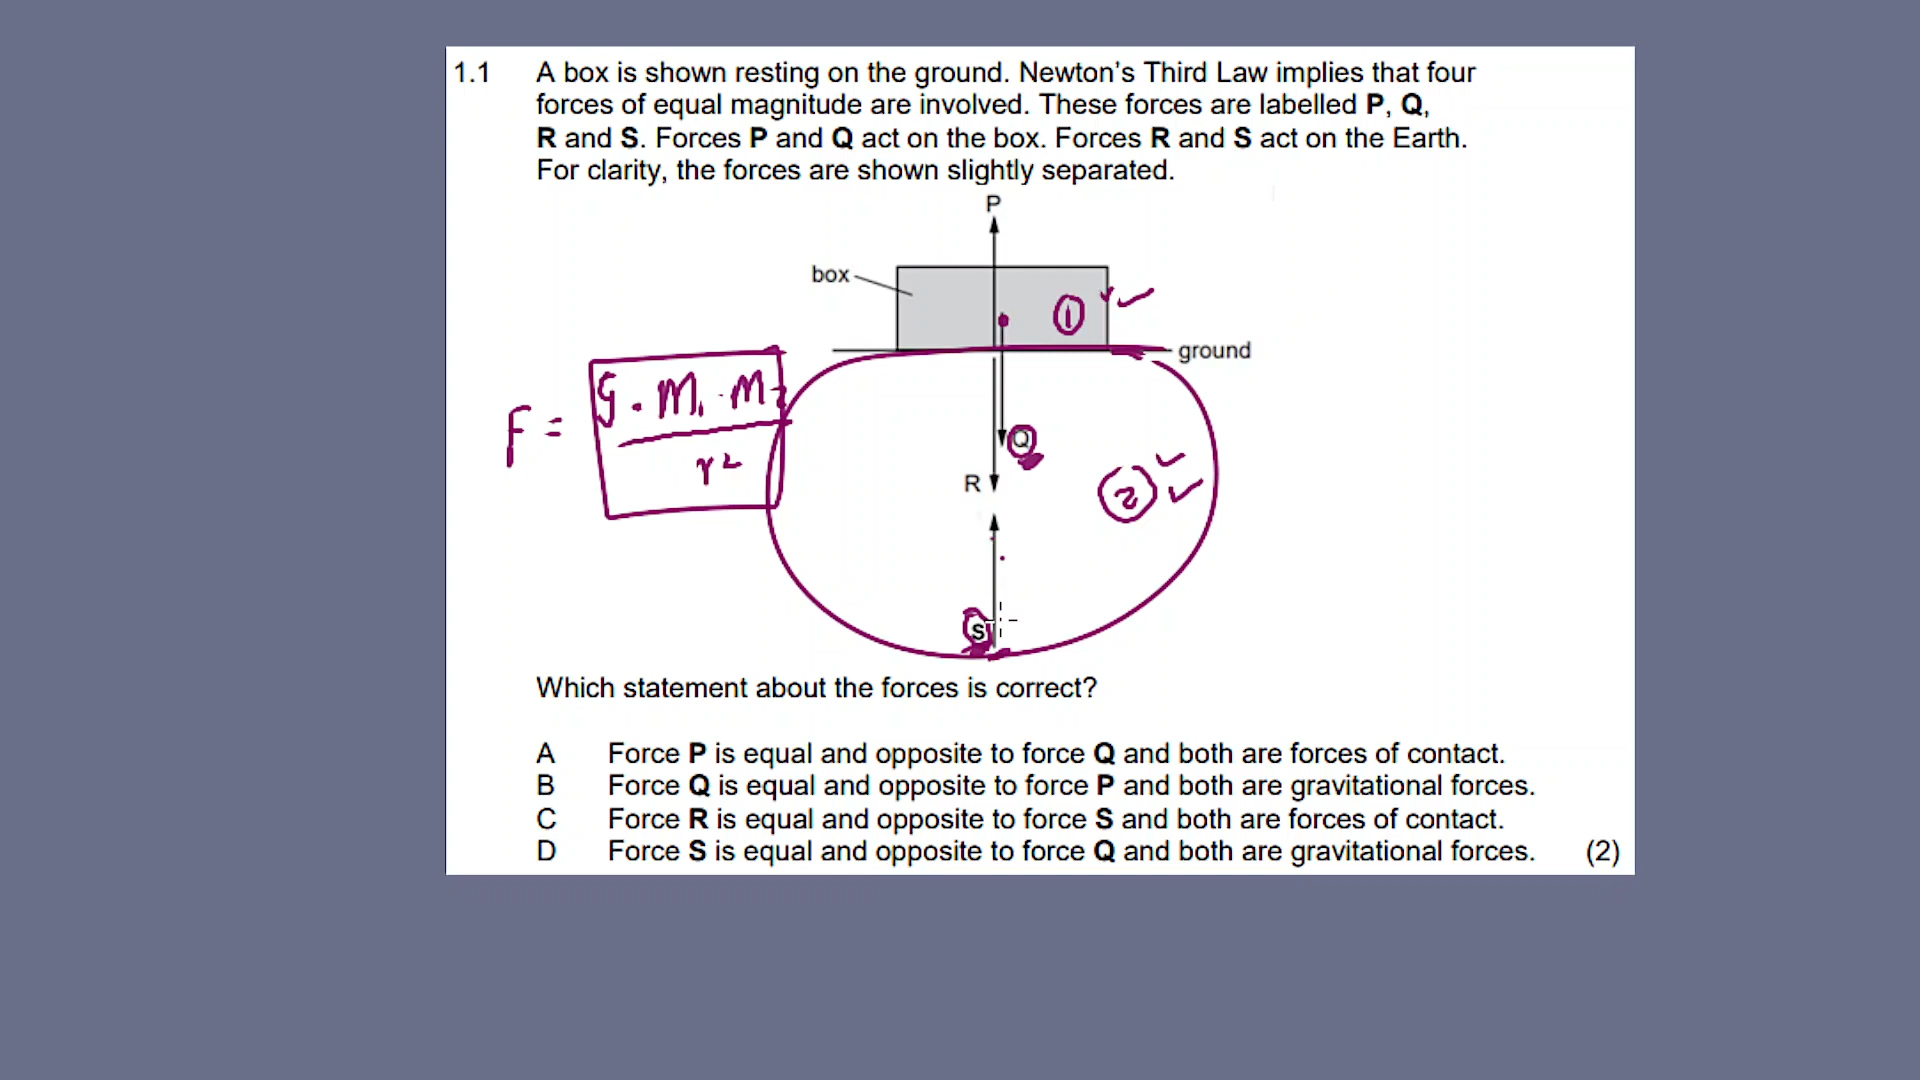 1.1 A box is shown resting on the ground. Newton's Third Law implies that four
forces of equal magnitude are involved. These forces are labelled P, Q,
R and S. Forces P and Q act on the box. Forces R and S act on the Earth.
For clarity, the forces are shown slightly separated.
P
box
1
ground
F = G . M1 . M2
r2
Q
R
2
S
Which statement about the forces is correct?
A Force P is equal and opposite to force Q and both are forces of contact.
B Force Q is equal and opposite to force P and both are gravitational forces.
C Force R is equal and opposite to force S and both are forces of contact.
D Force S is equal and opposite to force Q and both are gravitational forces. (2)